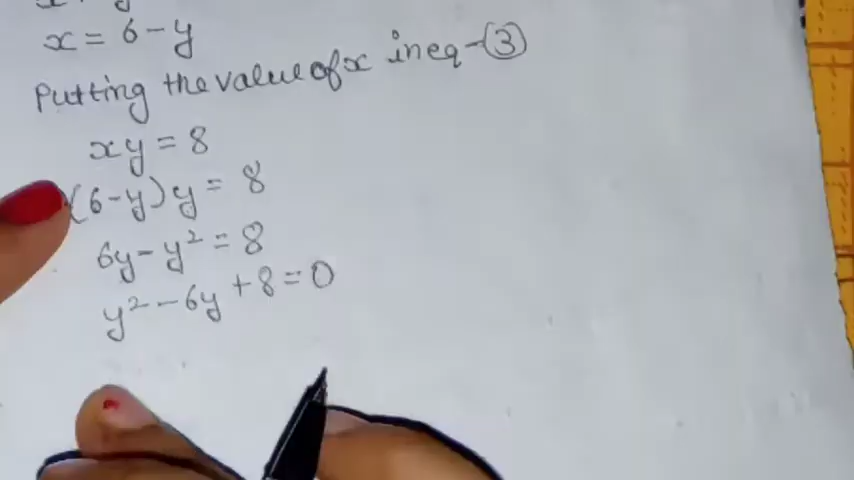 x = 6 - y
Putting the value of x in eq - ③
xy = 8
(6-y)y = 8
6y - y² = 8
y² - 6y + 8 = 0